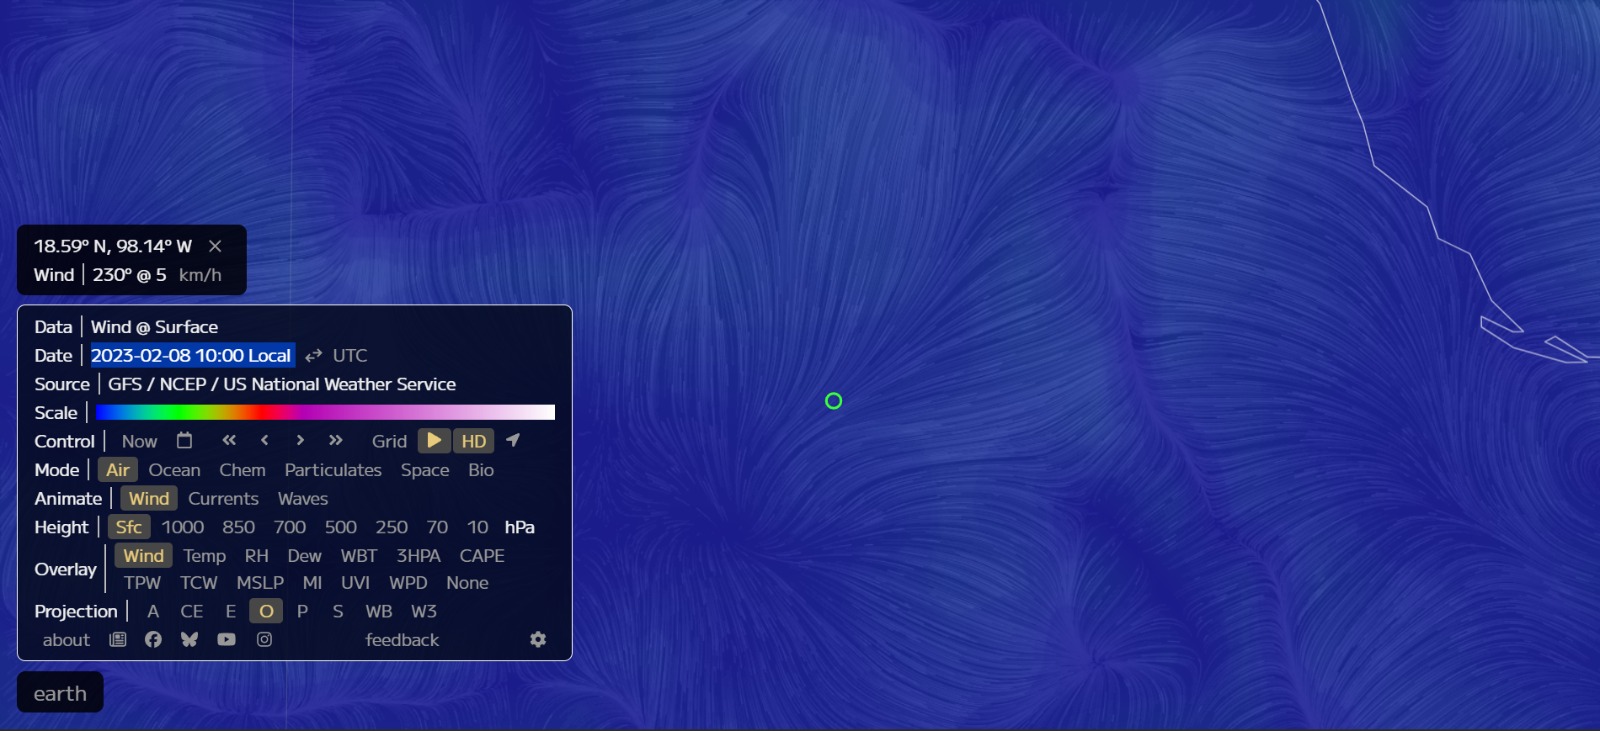 18.59° N, 98.14° W ×
Wind | 230° @ 5 km/h
Data | Wind @ Surface
Date | 2023-02-08 10:00 Local ⇄ UTC
Source | GFS / NCEP / US National Weather Service
Scale |
Control | Now « ‹ › » Grid HD
Mode | Air Ocean Chem Particulates Space Bio
Animate | Wind Currents Waves
Height | Sfc 1000 850 700 500 250 70 10 hPa
Overlay | Wind Temp RH Dew WBT 3HPA CAPE
TPW TCW MSLP MI UVI WPD None
Projection | A CE E O P S WB W3
about feedback
earth